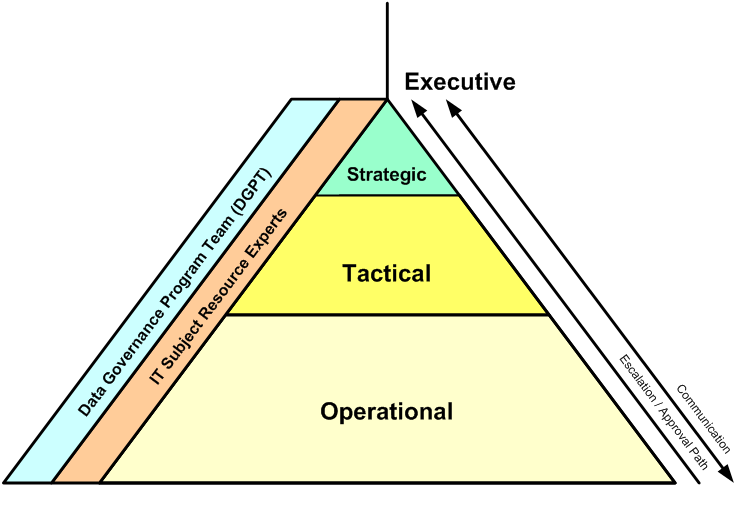 Executive
Strategic
Tactical
Operational
Data Governance Program Team (DGPT)
IT Subject Resource Experts
Escalation / Approval Path
Communication